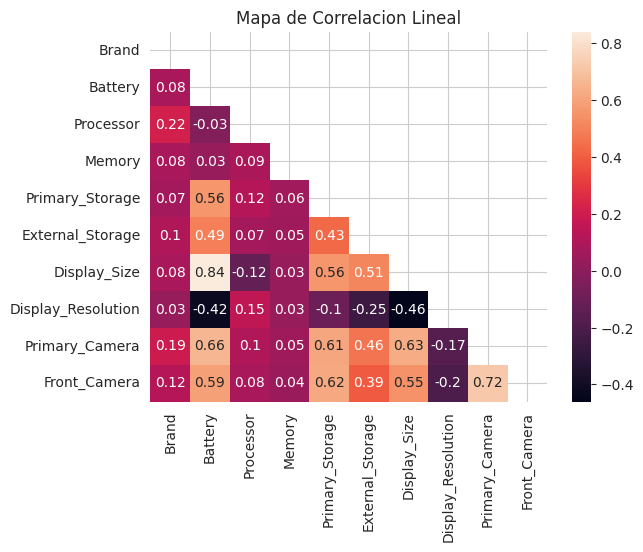 Mapa de Correlacion Lineal
Brand
Battery 0.08
Processor 0.22 -0.03
Memory 0.08 0.03 0.09
Primary_Storage 0.07 0.56 0.12 0.06
External_Storage 0.1 0.49 0.07 0.05 0.43
Display_Size 0.08 0.84 -0.12 0.03 0.56 0.51
Display_Resolution 0.03 -0.42 0.15 0.03 -0.1 -0.25 -0.46
Primary_Camera 0.19 0.66 0.1 0.05 0.61 0.46 0.63 -0.17
Front_Camera 0.12 0.59 0.08 0.04 0.62 0.39 0.55 -0.2 0.72
Brand
Battery
Processor
Memory
Primary_Storage
External_Storage
Display_Size
Display_Resolution
Primary_Camera
Front_Camera
0.8
0.6
0.4
0.2
0.0
−0.2
−0.4